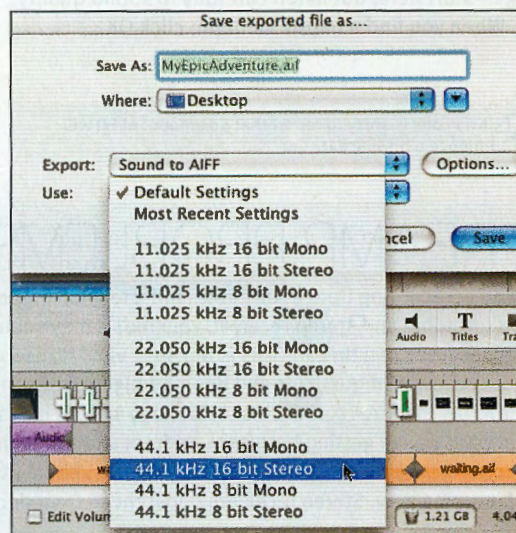 Save exported file as...
Save As: MyEpicAdventure.aif
Where: Desktop
Export: Sound to AIFF Options...
Use: ✓ Default Settings
Most Recent Settings
Save
11.025 kHz 16 bit Mono
11.025 kHz 16 bit Stereo
11.025 kHz 8 bit Mono
11.025 kHz 8 bit Stereo
22.050 kHz 16 bit Mono
22.050 kHz 16 bit Stereo
22.050 kHz 8 bit Mono
22.050 kHz 8 bit Stereo
Audio Titles
44.1 kHz 16 bit Mono
44.1 kHz 16 bit Stereo
44.1 kHz 8 bit Mono
44.1 kHz 8 bit Stereo
Audio
waiting.aif
Edit Volum 1.21 GB